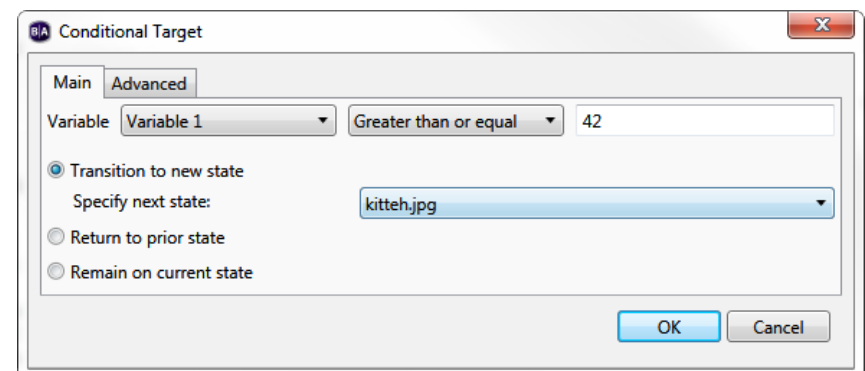 B|A Conditional Target
Main Advanced
Variable Variable 1 Greater than or equal 42
Transition to new state
Specify next state: kitteh.jpg
Return to prior state
Remain on current state
OK Cancel